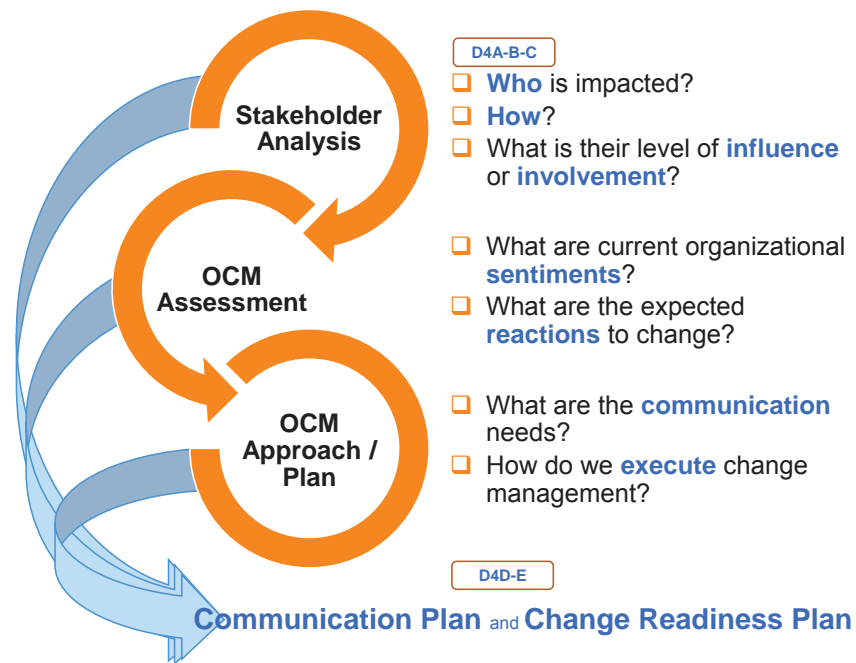 D4A-B-C
Stakeholder
Analysis
❑ Who is impacted?
❑ How?
❑ What is their level of influence
or involvement?
OCM
Assessment
❑ What are current organizational
sentiments?
❑ What are the expected
reactions to change?
OCM
Approach /
Plan
❑ What are the communication
needs?
❑ How do we execute change
management?
D4D-E
Communication Plan and Change Readiness Plan